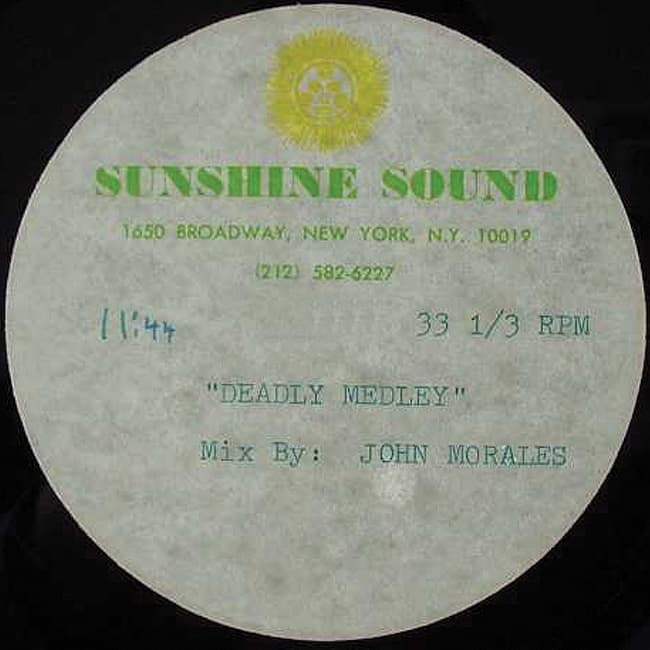 SUNSHINE SOUND
1650 BROADWAY, NEW YORK, N.Y. 10019
(212) 582-6227
11:44 33 1/3 RPM
"DEADLY MEDLEY"
Mix By: JOHN MORALES